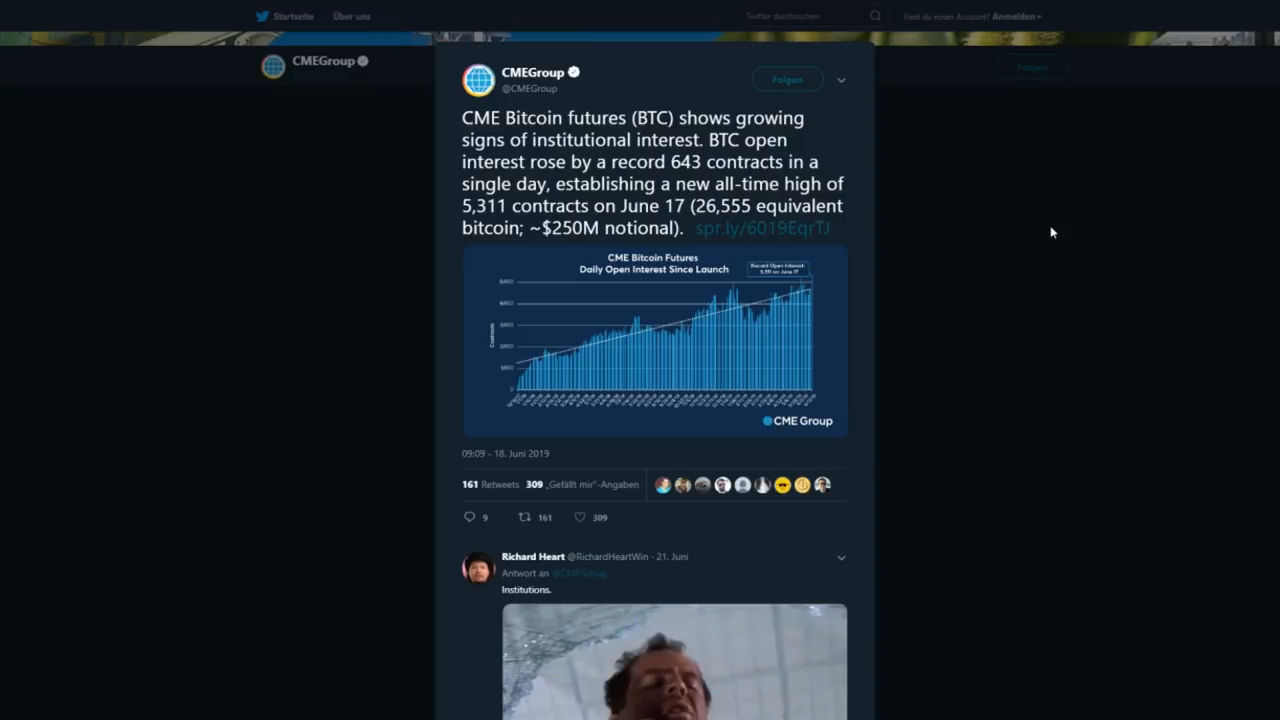 Startseite
Über uns
Twitter durchsuchen
Hast du einen Account? Anmelden
CMEGroup
Folgen
CMEGroup
@CMEGroup
Folgen
CME Bitcoin futures (BTC) shows growing
signs of institutional interest. BTC open
interest rose by a record 643 contracts in a
single day, establishing a new all-time high of
5,311 contracts on June 17 (26,555 equivalent
bitcoin; ~$250M notional). spr.ly/6019EqrTJ
CME Bitcoin Futures
Daily Open Interest Since Launch
Record Open Interest:
5,311 on June 17
Contracts
0
CME Group
09:09 - 18. Juni 2019
161 Retweets 309 „Gefällt mir“-Angaben
9 161 309
Richard Heart @RichardHeartWin · 21. Juni
Antwort an @CMEGroup
Institutions.